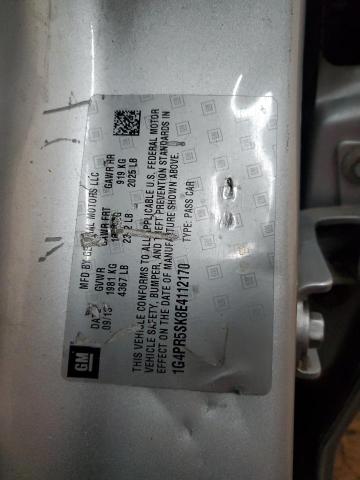 GM
MFD BY GENERAL MOTORS LLC
DATE GVWR GAWR FRT GAWR RR
09/13 1981 KG 919 KG
4367 LB LB 2025 LB
THIS VEHICLE CONFORMS TO ALL APPLICABLE U.S. FEDERAL MOTOR
VEHICLE SAFETY, BUMPER, AND THEFT PREVENTION STANDARDS IN
EFFECT ON THE DATE OF MANUFACTURE SHOWN ABOVE.
1G4PR5SK8E4112170 TYPE: PASS CAR